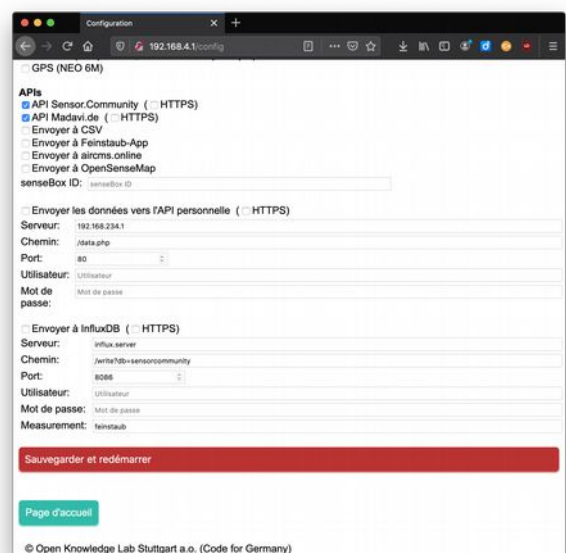 Configuration
192.168.4.1/config
GPS (NEO 6M)
APIs
API Sensor.Community ( HTTPS)
API Madavi.de ( HTTPS)
Envoyer à CSV
Envoyer à Feinstaub-App
Envoyer à aircms.online
Envoyer à OpenSenseMap
senseBox ID: senseBox ID
Envoyer les données vers l'API personnelle ( HTTPS)
Serveur: 192.168.234.1
Chemin: /data.php
Port: 80
Utilisateur: Utilisateur
Mot de passe: Mot de passe
Envoyer à InfluxDB ( HTTPS)
Serveur: influx.server
Chemin: /write?db=sensorcommunity
Port: 8086
Utilisateur: Utilisateur
Mot de passe: Mot de passe
Measurement: feinstaub
Sauvegarder et redémarrer
Page d'accueil
© Open Knowledge Lab Stuttgart a.o. (Code for Germany)